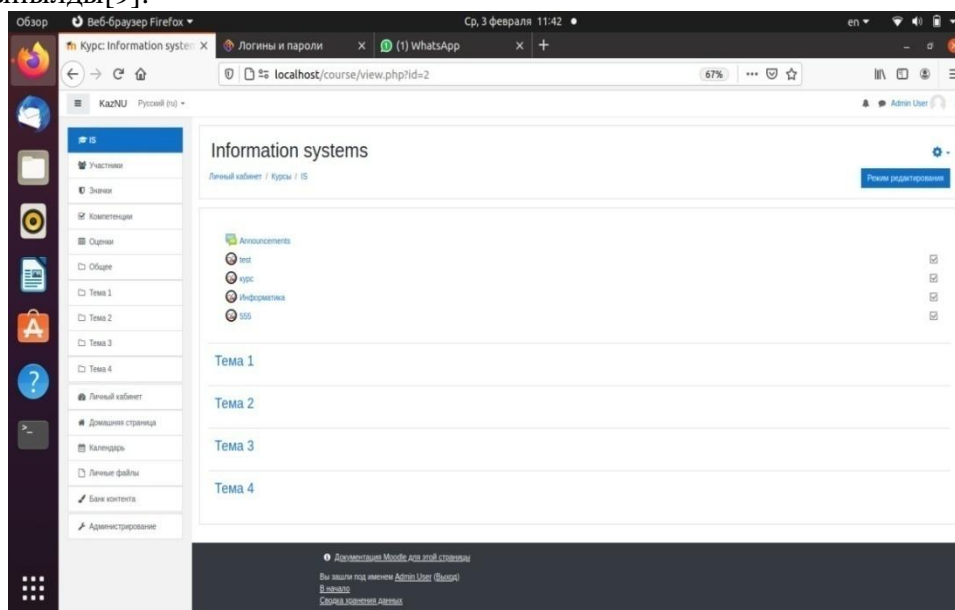 Обзор Веб-браузер Firefox Ср, 3 февраля 11:42 en
Курс: Information system Логины и пароли (1) WhatsApp
localhost/course/view.php?id=2 67%
KazNU Русский (ru) Admin User
IS
Участники
Значки
Компетенции
Оценки
Общее
Тема 1
Тема 2
Тема 3
Тема 4
Личный кабинет
Домашняя страница
Календарь
Личные файлы
Банк контента
Администрирование
Information systems
Личный кабинет / Курсы / IS
Режим редактирования
Announcements
test
курс
Информатика
555
Тема 1
Тема 2
Тема 3
Тема 4
Документация Moodle для этой страницы
Вы зашли под именем Admin User (Выход)
В начало
Сводка хранения данных